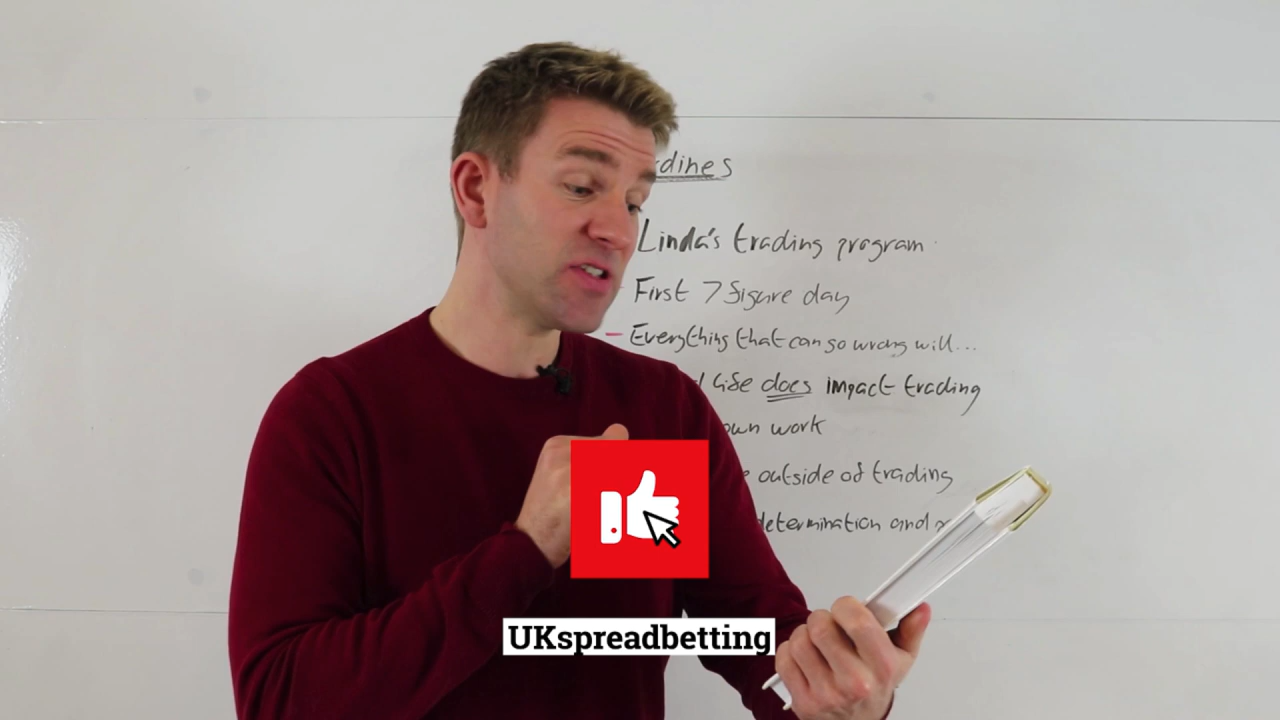 dines
Linda's trading program
First 7 figure day
Everything that can go wrong will...
life does impact trading
own work
outside of trading
determination and
UKspreadbetting